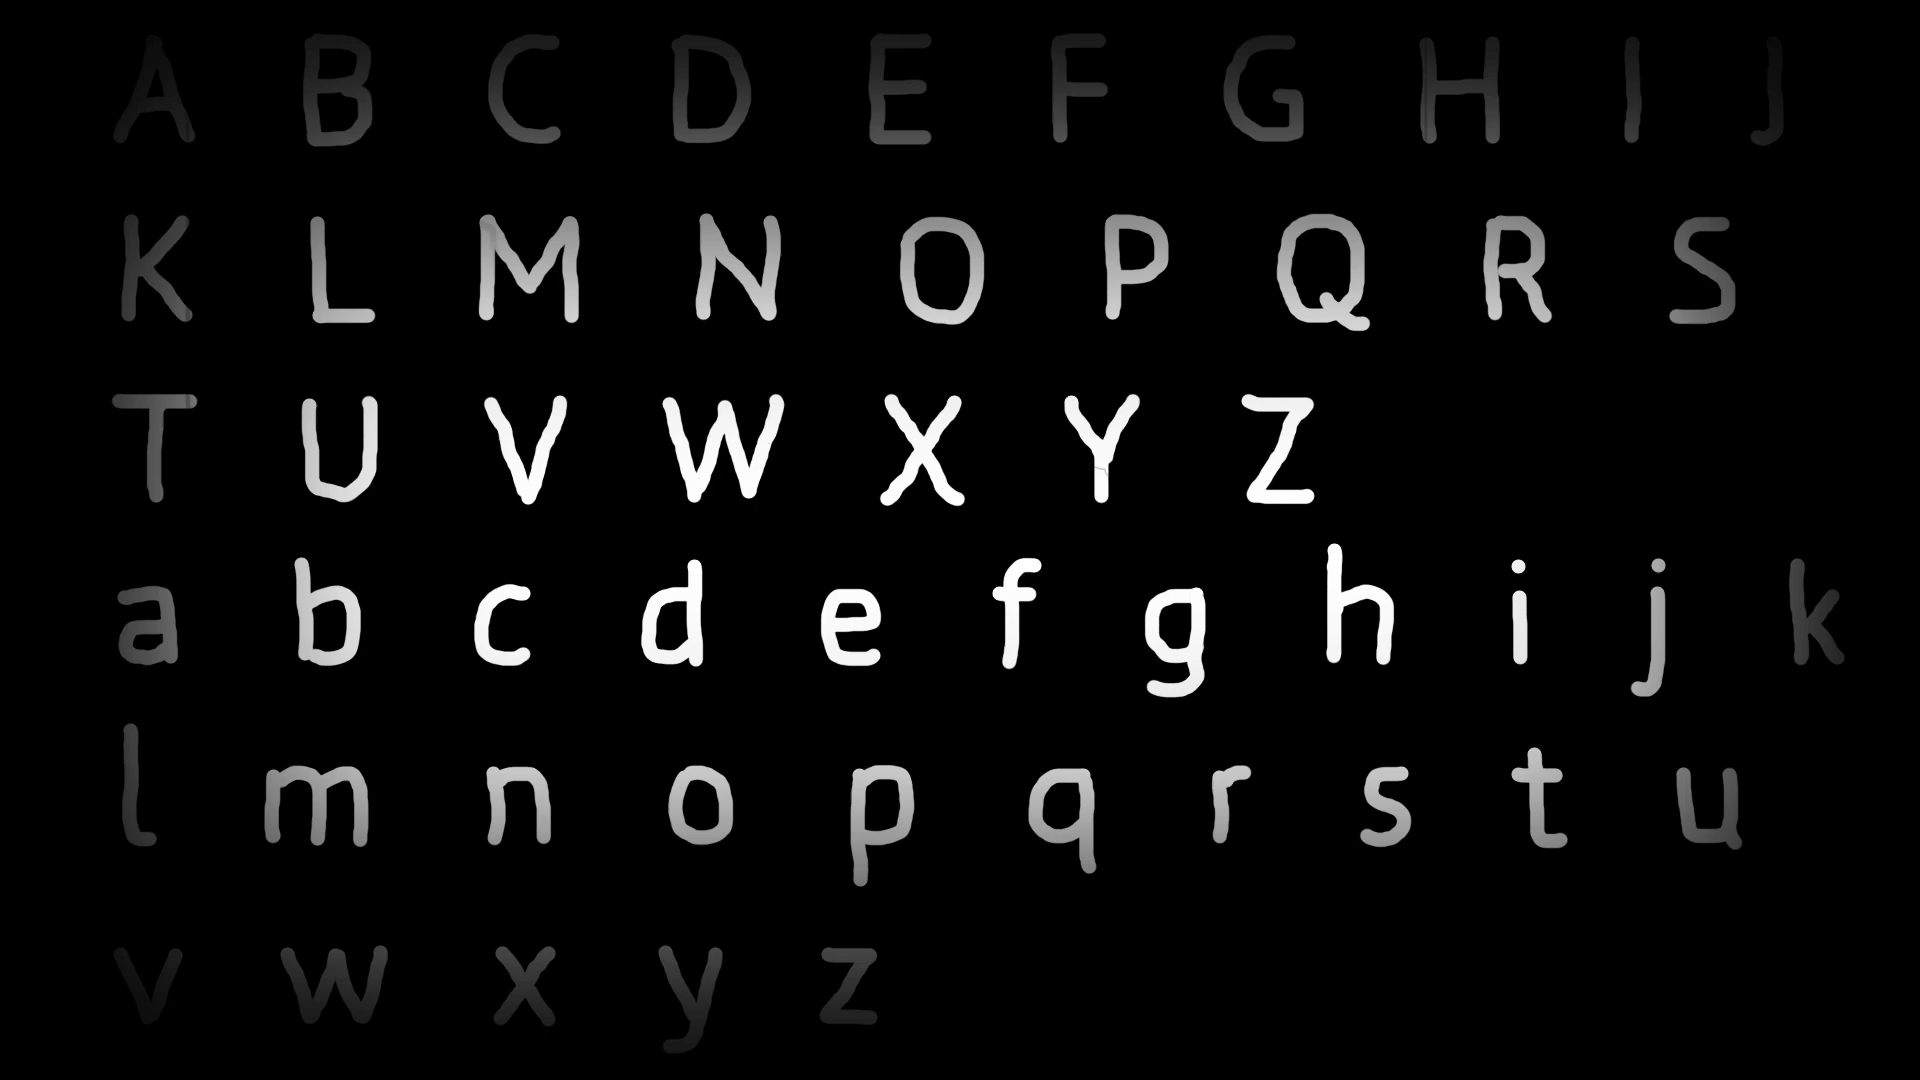 A B C D E F G H I J
K L M N O P Q R S
T U V W X Y Z
a b c d e f g h i j k
l m n o p q r s t u
v w x y z